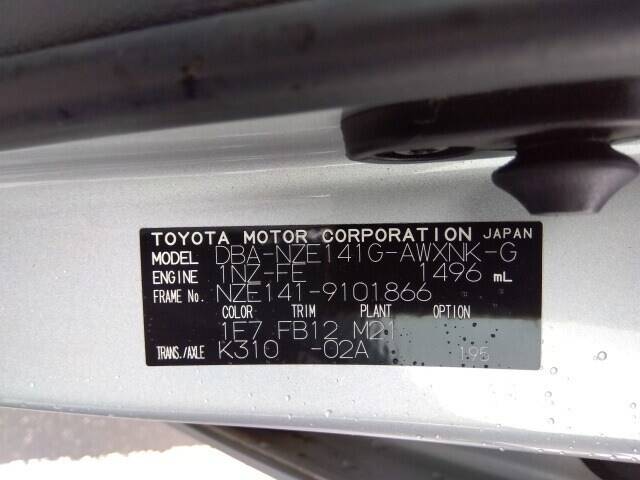 TOYOTA MOTOR CORPORATION JAPAN
MODEL DBA-NZE141G-AWXNK-G
ENGINE 1NZ-FE 1496 mL
FRAME No. NZE141-9101866
COLOR TRIM PLANT OPTION
1F7 FB12 M21
TRANS./AXLE K310 -02A 195